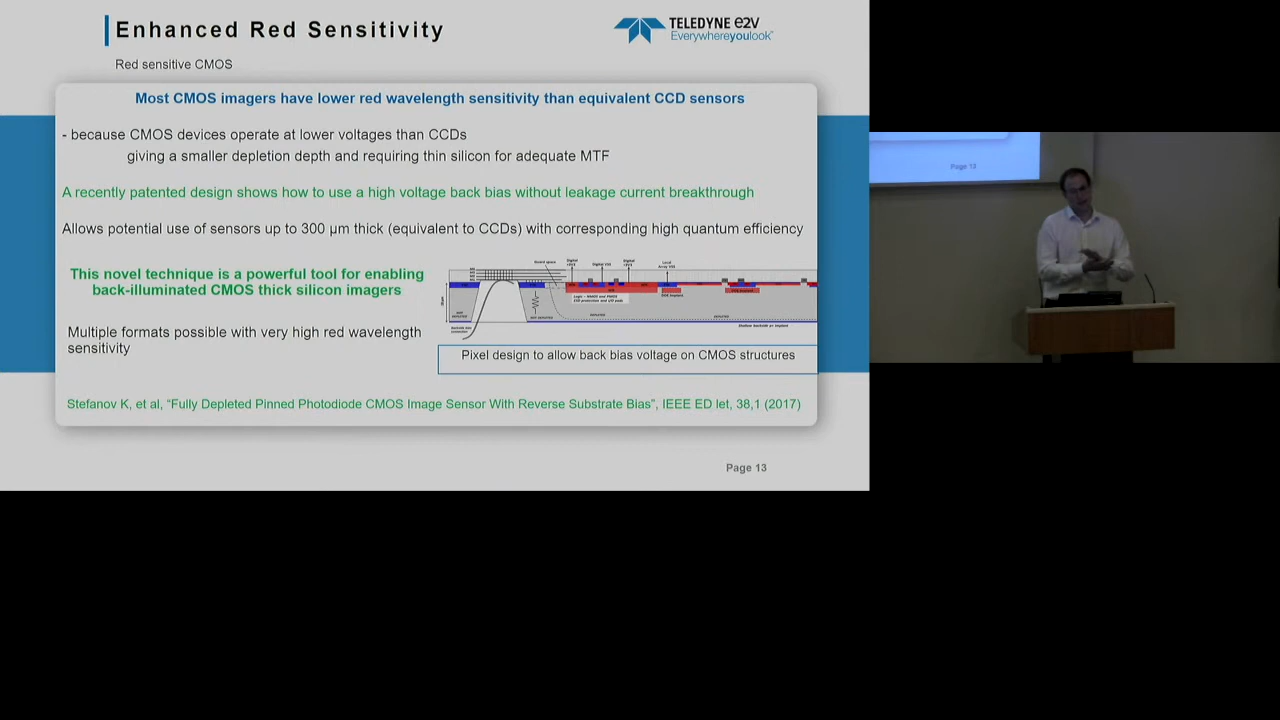 Enhanced Red Sensitivity
TELEDYNE e2v
Everywhereyoulook™
Red sensitive CMOS
Most CMOS imagers have lower red wavelength sensitivity than equivalent CCD sensors
- because CMOS devices operate at lower voltages than CCDs
giving a smaller depletion depth and requiring thin silicon for adequate MTF
A recently patented design shows how to use a high voltage back bias without leakage current breakthrough
Allows potential use of sensors up to 300 µm thick (equivalent to CCDs) with corresponding high quantum efficiency
This novel technique is a powerful tool for enabling
back-illuminated CMOS thick silicon imagers
Multiple formats possible with very high red wavelength
sensitivity
Pixel design to allow back bias voltage on CMOS structures
Stefanov K, et al, “Fully Depleted Pinned Photodiode CMOS Image Sensor With Reverse Substrate Bias”, IEEE ED let, 38,1 (2017)
Page 13
Page 13